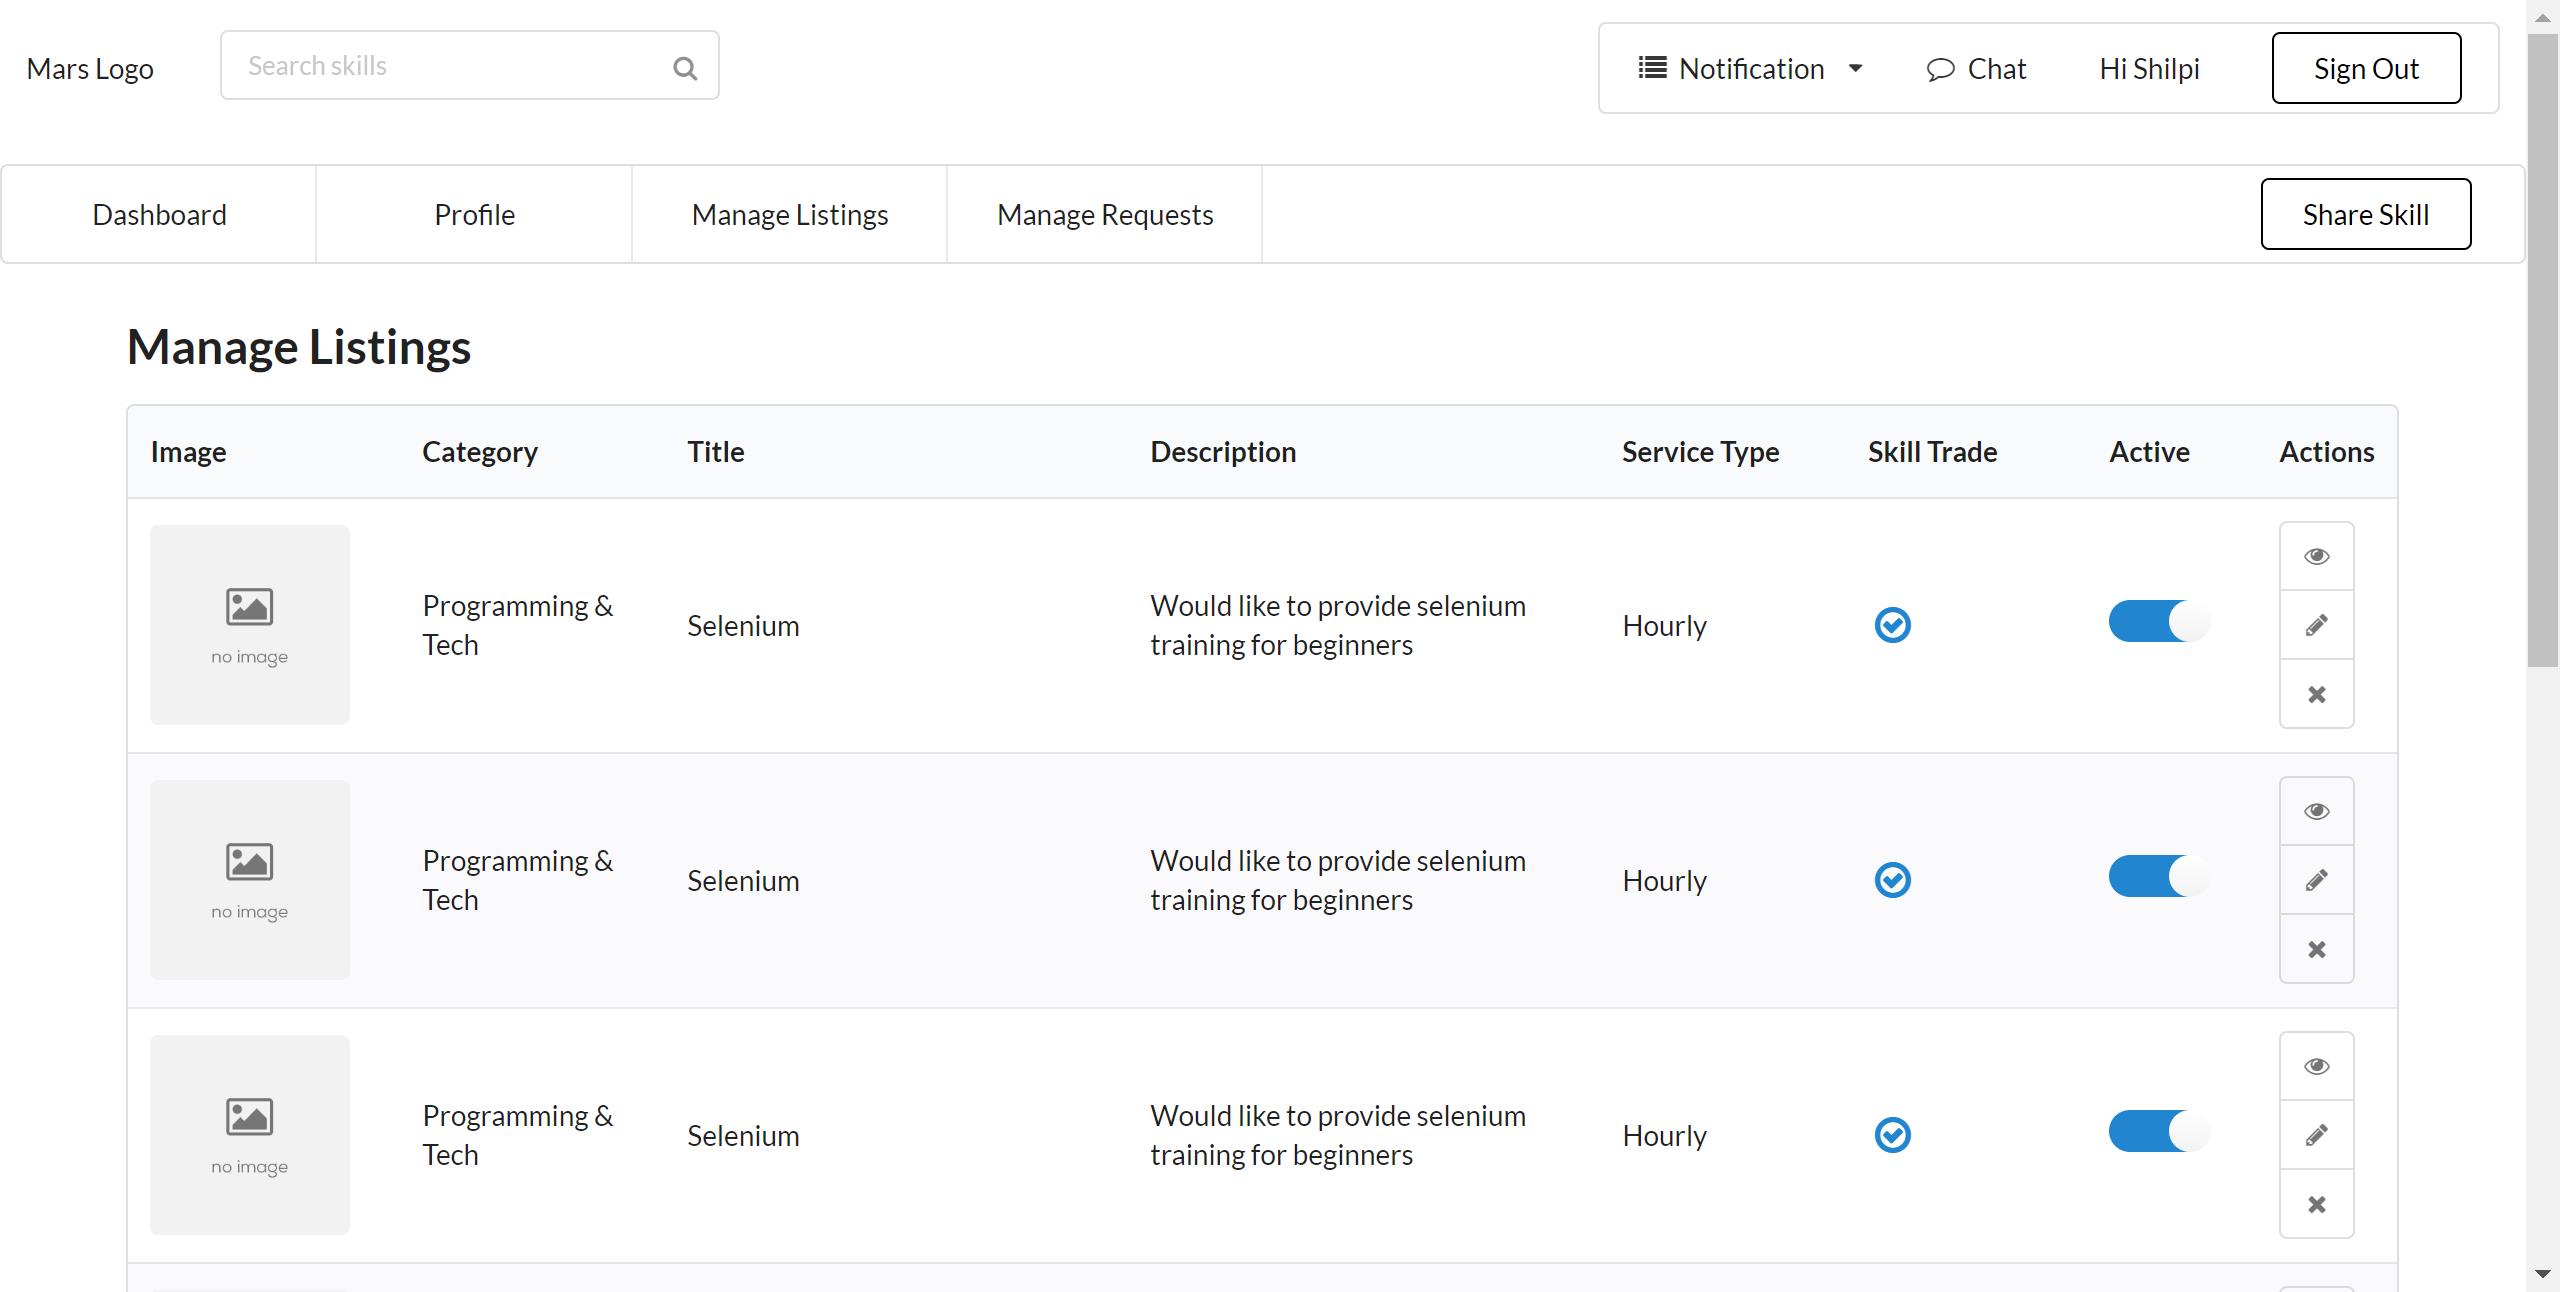 Mars Logo
Search skills
Notification
Chat
Hi Shilpi
Sign Out
Dashboard
Profile
Manage Listings
Manage Requests
Share Skill
Manage Listings
Image Category Title Description Service Type Skill Trade Active Actions
no image
Programming &
Tech
Selenium
Would like to provide selenium
training for beginners
Hourly
no image
Programming &
Tech
Selenium
Would like to provide selenium
training for beginners
Hourly
no image
Programming &
Tech
Selenium
Would like to provide selenium
training for beginners
Hourly